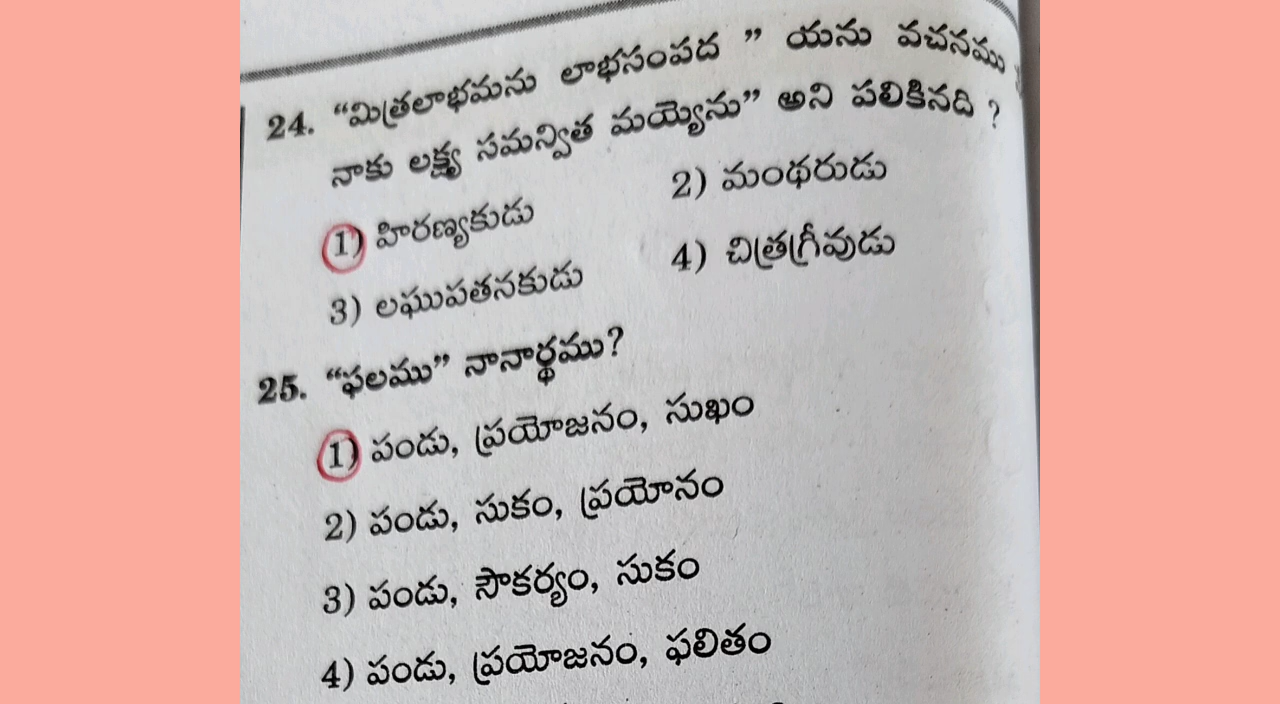 24. “మిత్రలాభమను లాభసంపద ” యను వచనము
నాకు లక్ష్య సమన్విత మయ్యెను” అని పలికినది ?
1) హిరణ్యకుడు 2) మంథరుడు
3) లఘుపతనకుడు 4) చిత్రగ్రీవుడు
25. “ఫలము” నానార్థము?
1) పండు, ప్రయోజనం, సుఖం
2) పండు, సుకం, ప్రయోనం
3) పండు, సౌకర్యం, సుకం
4) పండు, ప్రయోజనం, ఫలితం